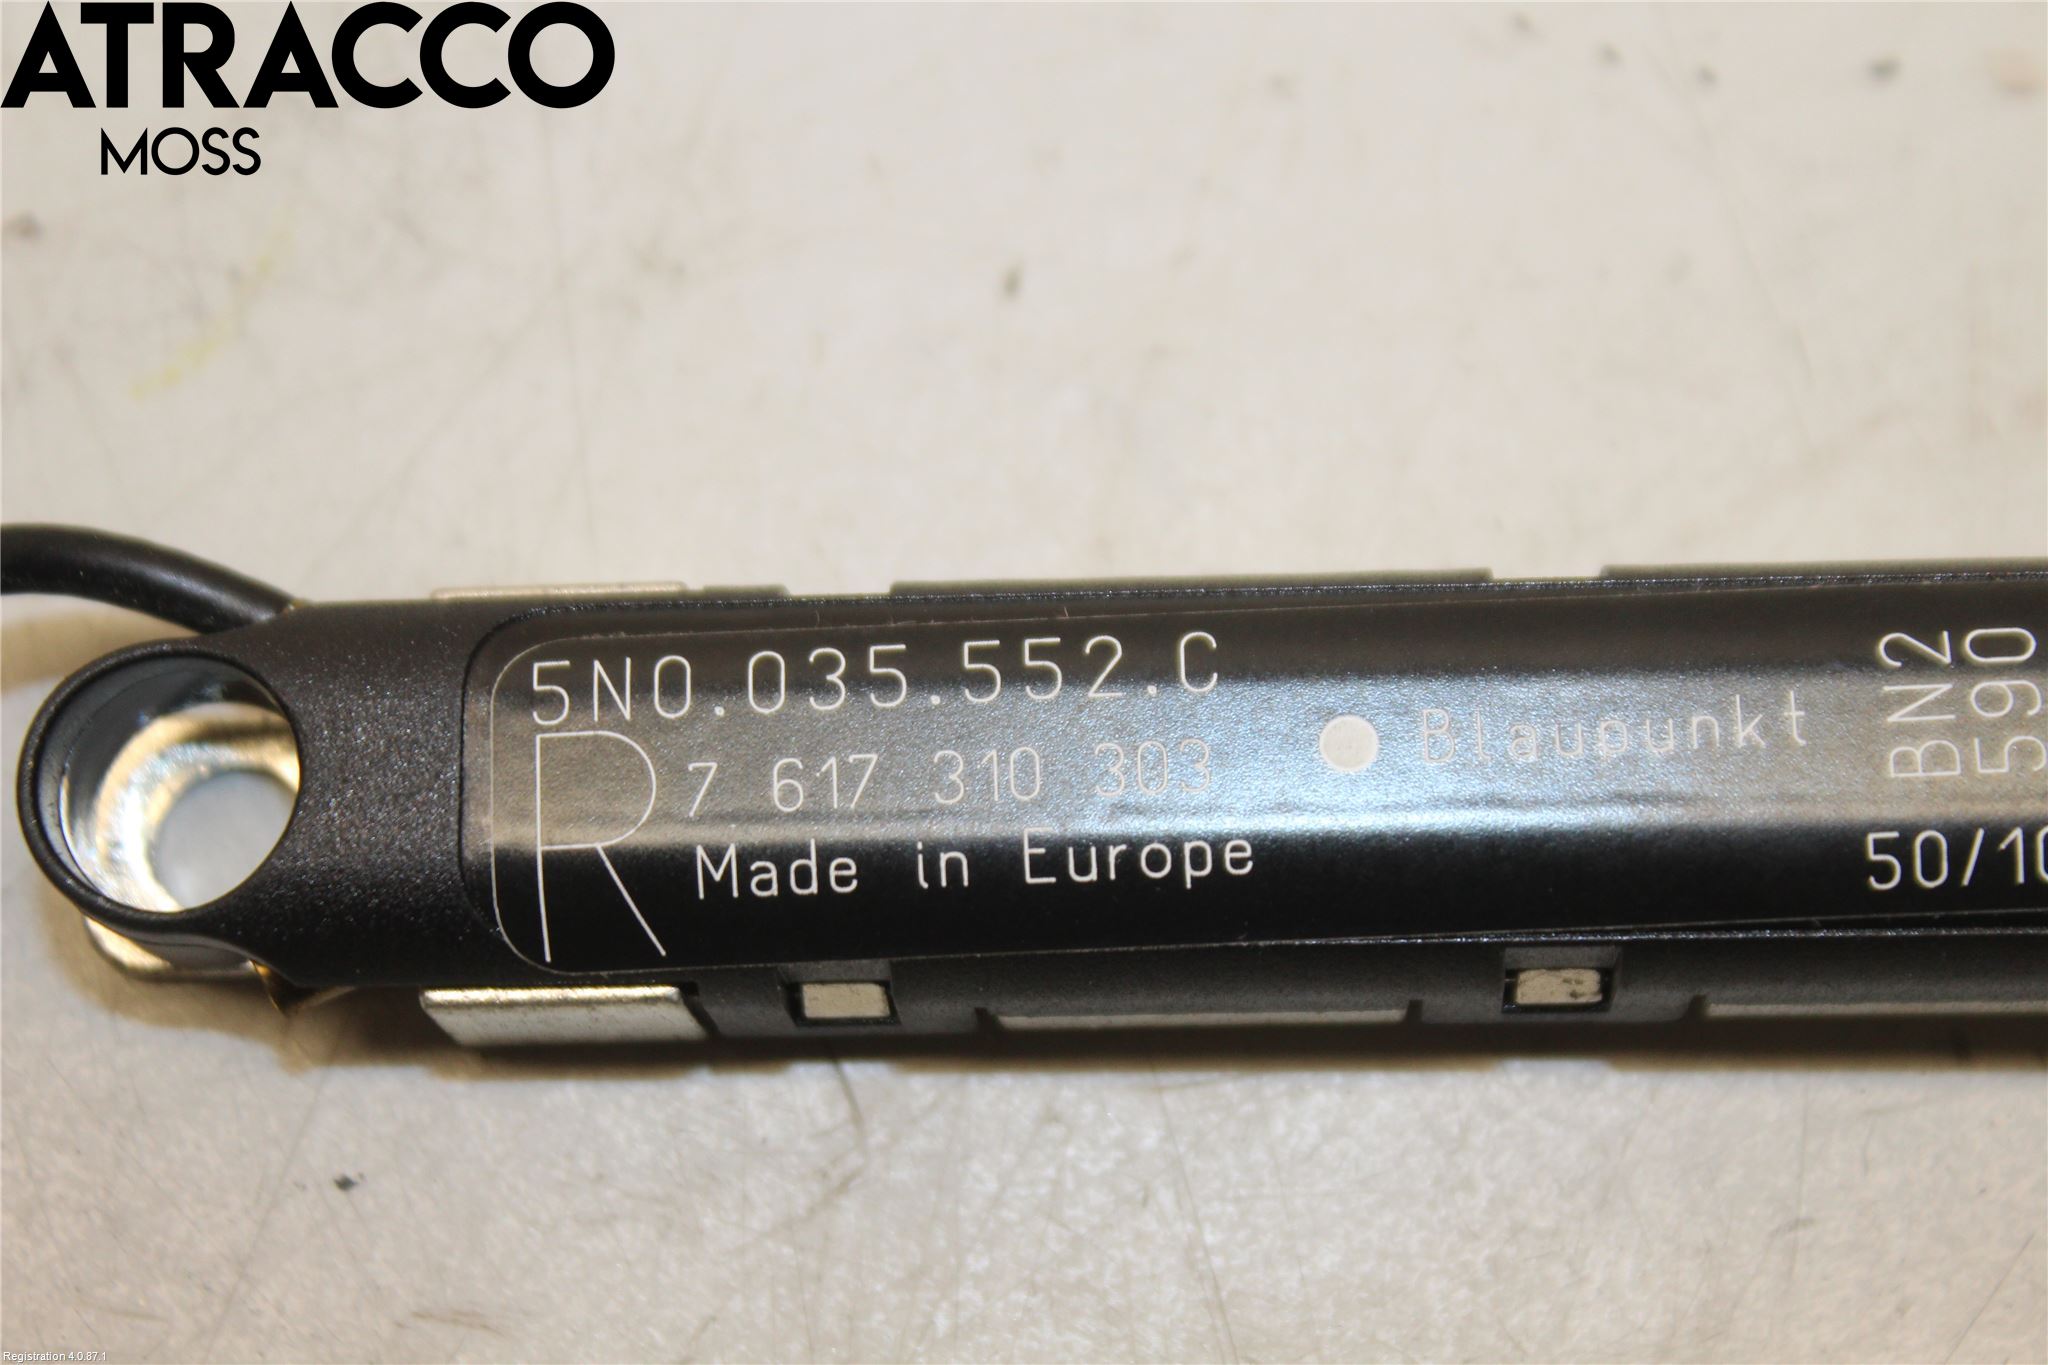 ATRACCO
MOSS
5N0.035.552.C
R
7 617 310 303
Made in Europe
Blaupunkt
BN2
590
50/10
Registration 4.0.87.1